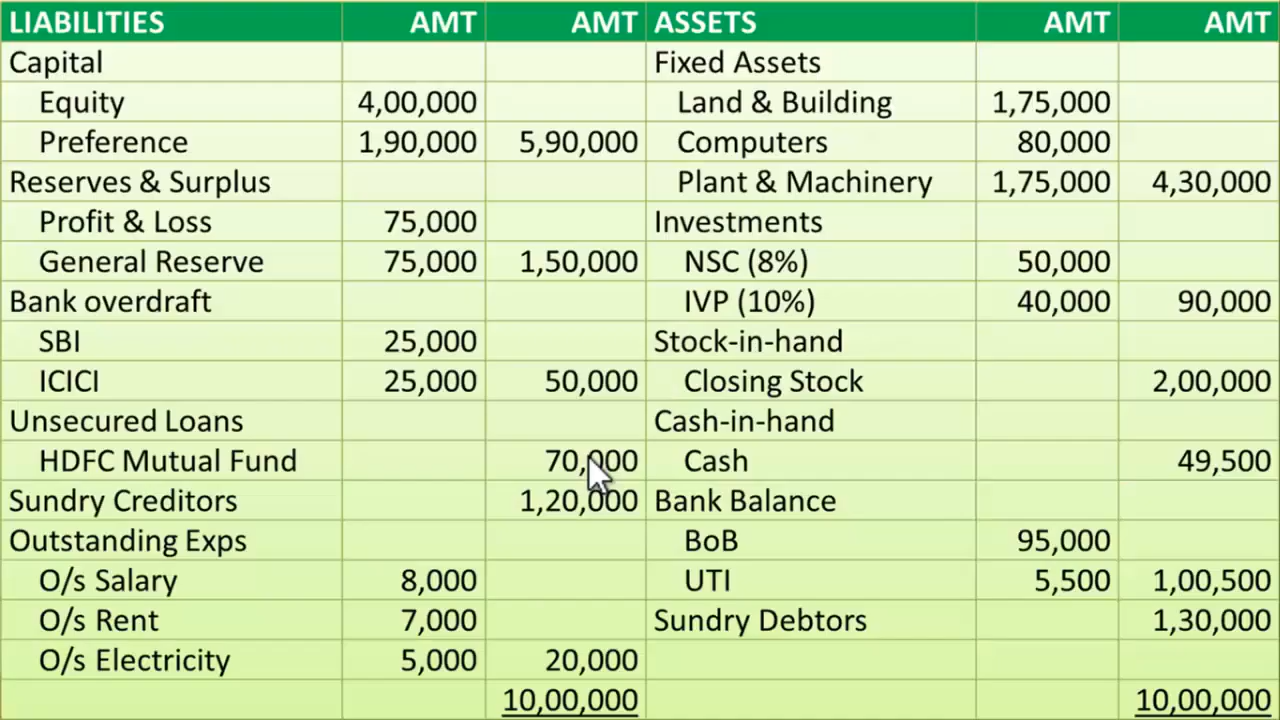 LIABILITIES AMT AMT ASSETS AMT AMT
Capital Fixed Assets
Equity 4,00,000 Land & Building 1,75,000
Preference 1,90,000 5,90,000 Computers 80,000
Reserves & Surplus Plant & Machinery 1,75,000 4,30,000
Profit & Loss 75,000 Investments
General Reserve 75,000 1,50,000 NSC (8%) 50,000
Bank overdraft IVP (10%) 40,000 90,000
SBI 25,000 Stock-in-hand
ICICI 25,000 50,000 Closing Stock 2,00,000
Unsecured Loans Cash-in-hand
HDFC Mutual Fund 70,000 Cash 49,500
Sundry Creditors 1,20,000 Bank Balance
Outstanding Exps BoB 95,000
O/s Salary 8,000 UTI 5,500 1,00,500
O/s Rent 7,000 Sundry Debtors 1,30,000
O/s Electricity 5,000 20,000
10,00,000 10,00,000